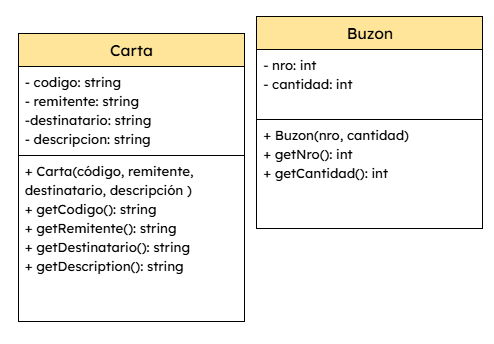 Carta
- codigo: string
- remitente: string
-destinatario: string
- descripcion: string
+ Carta(código, remitente,
destinatario, descripción )
+ getCodigo(): string
+ getRemitente(): string
+ getDestinatario(): string
+ getDescription(): string
Buzon
- nro: int
- cantidad: int
+ Buzon(nro, cantidad)
+ getNro(): int
+ getCantidad(): int